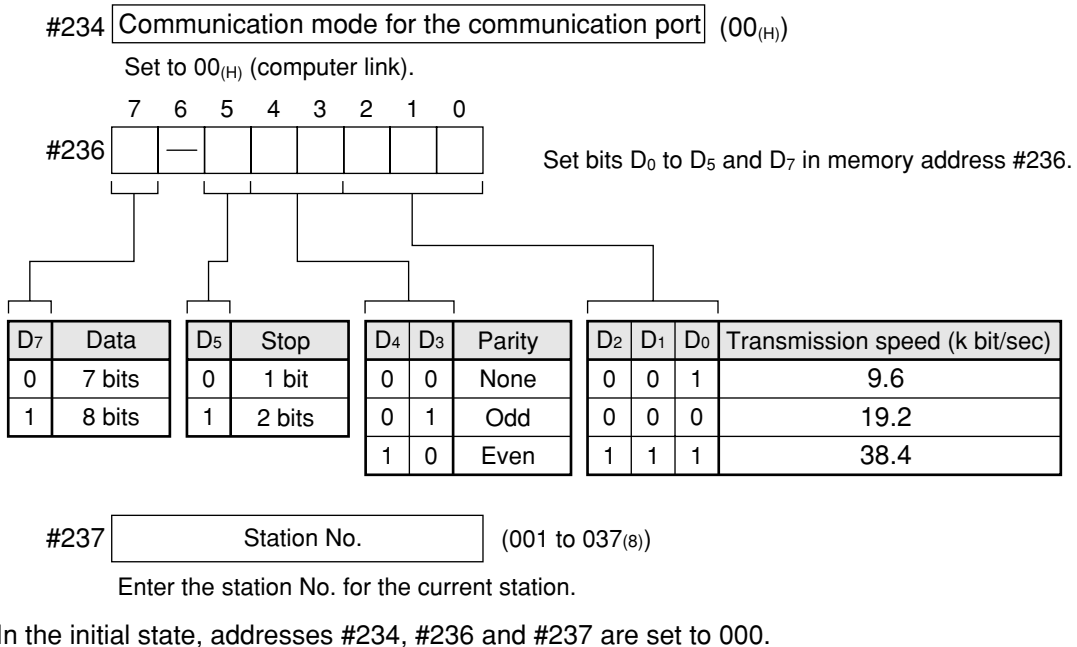 #234 Communication mode for the communication port (00(H))
Set to 00(H) (computer link).
7 6 5 4 3 2 1 0
#236 — Set bits D0 to D5 and D7 in memory address #236.
D7 Data
0 7 bits
1 8 bits
D5 Stop
0 1 bit
1 2 bits
D4 D3 Parity
0 0 None
0 1 Odd
1 0 Even
D2 D1 D0 Transmission speed (k bit/sec)
0 0 1 9.6
0 0 0 19.2
1 1 1 38.4
#237 Station No. (001 to 037(8))
Enter the station No. for the current station.
In the initial state, addresses #234, #236 and #237 are set to 000.